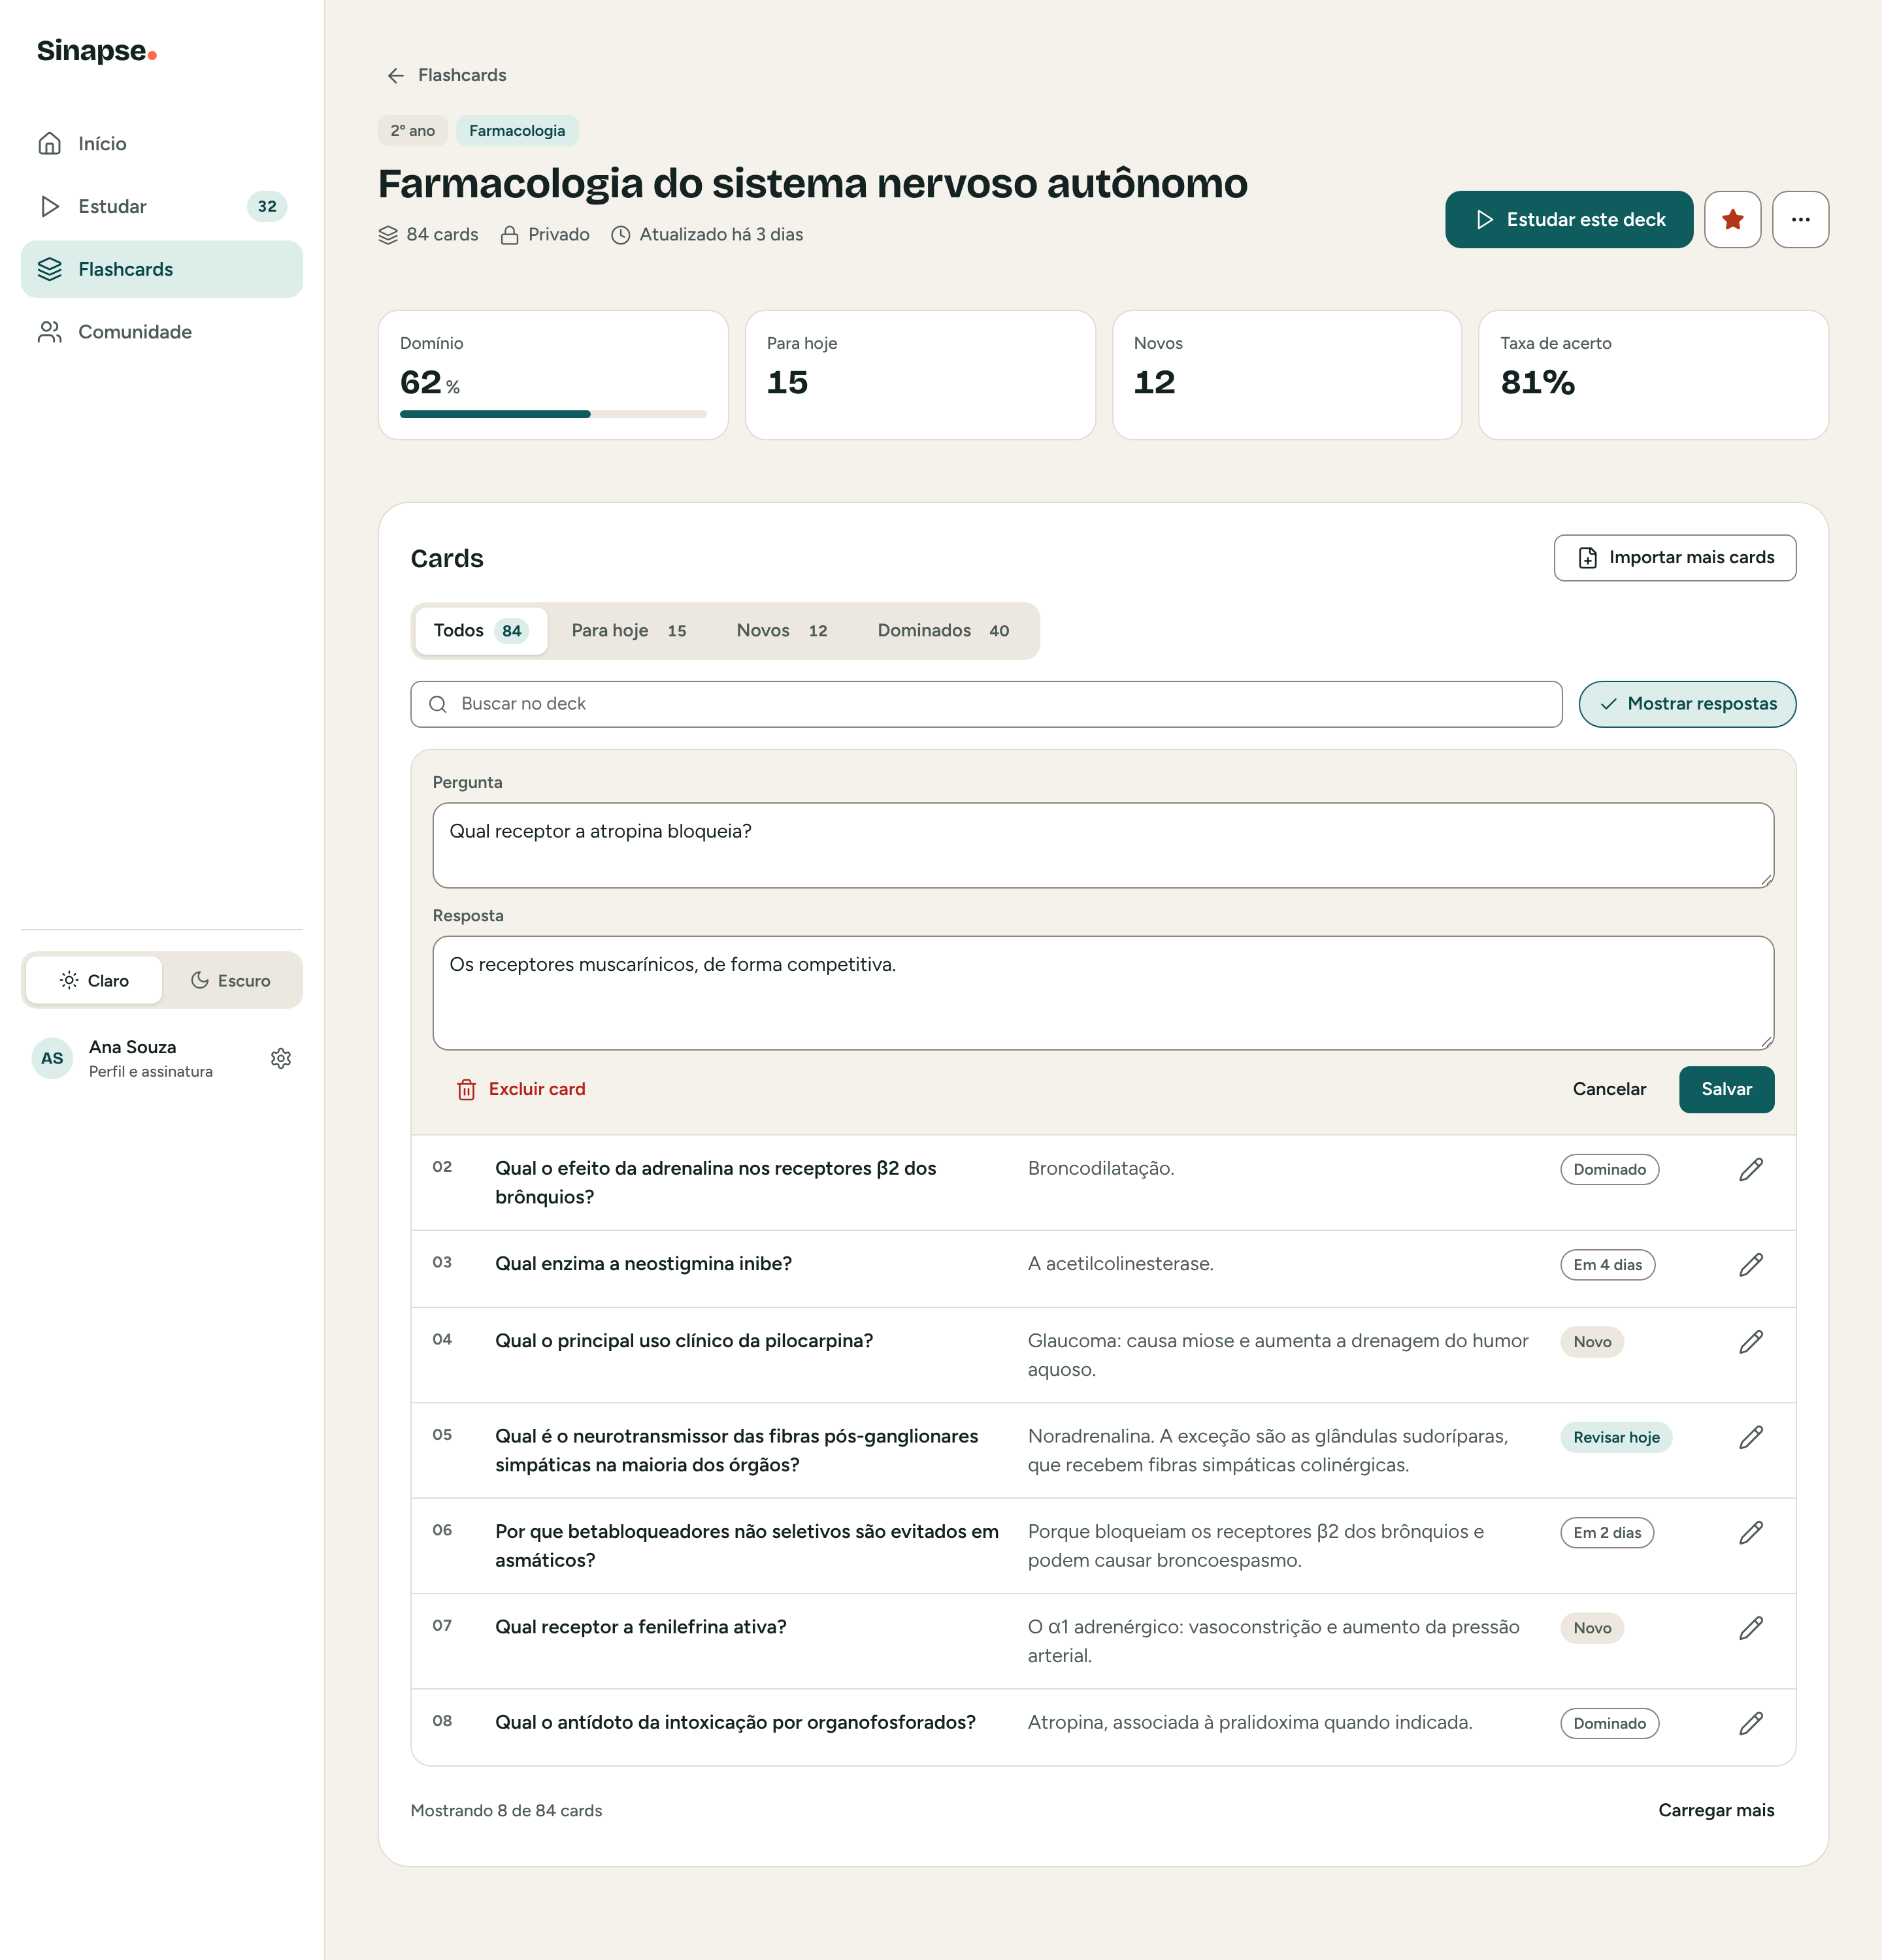 Sinapse.
Início
Estudar 32
Flashcards
Comunidade
Claro Escuro
AS
Ana Souza
Perfil e assinatura
Flashcards
2º ano Farmacologia
Farmacologia do sistema nervoso autônomo
84 cards Privado Atualizado há 3 dias
Estudar este deck
Domínio
62 %
Para hoje
15
Novos
12
Taxa de acerto
81%
Cards
Importar mais cards
Todos 84 Para hoje 15 Novos 12 Dominados 40
Buscar no deck
Mostrar respostas
Pergunta
Qual receptor a atropina bloqueia?
Resposta
Os receptores muscarínicos, de forma competitiva.
Excluir card
Cancelar
Salvar
02
Qual o efeito da adrenalina nos receptores β2 dos
brônquios?
Broncodilatação.
Dominado
03
Qual enzima a neostigmina inibe?
A acetilcolinesterase.
Em 4 dias
04
Qual o principal uso clínico da pilocarpina?
Glaucoma: causa miose e aumenta a drenagem do humor
aquoso.
Novo
05
Qual é o neurotransmissor das fibras pós-ganglionares
simpáticas na maioria dos órgãos?
Noradrenalina. A exceção são as glândulas sudoríparas,
que recebem fibras simpáticas colinérgicas.
Revisar hoje
06
Por que betabloqueadores não seletivos são evitados em
asmáticos?
Porque bloqueiam os receptores β2 dos brônquios e
podem causar broncoespasmo.
Em 2 dias
07
Qual receptor a fenilefrina ativa?
O α1 adrenérgico: vasoconstrição e aumento da pressão
arterial.
Novo
08
Qual o antídoto da intoxicação por organofosforados?
Atropina, associada à pralidoxima quando indicada.
Dominado
Mostrando 8 de 84 cards
Carregar mais